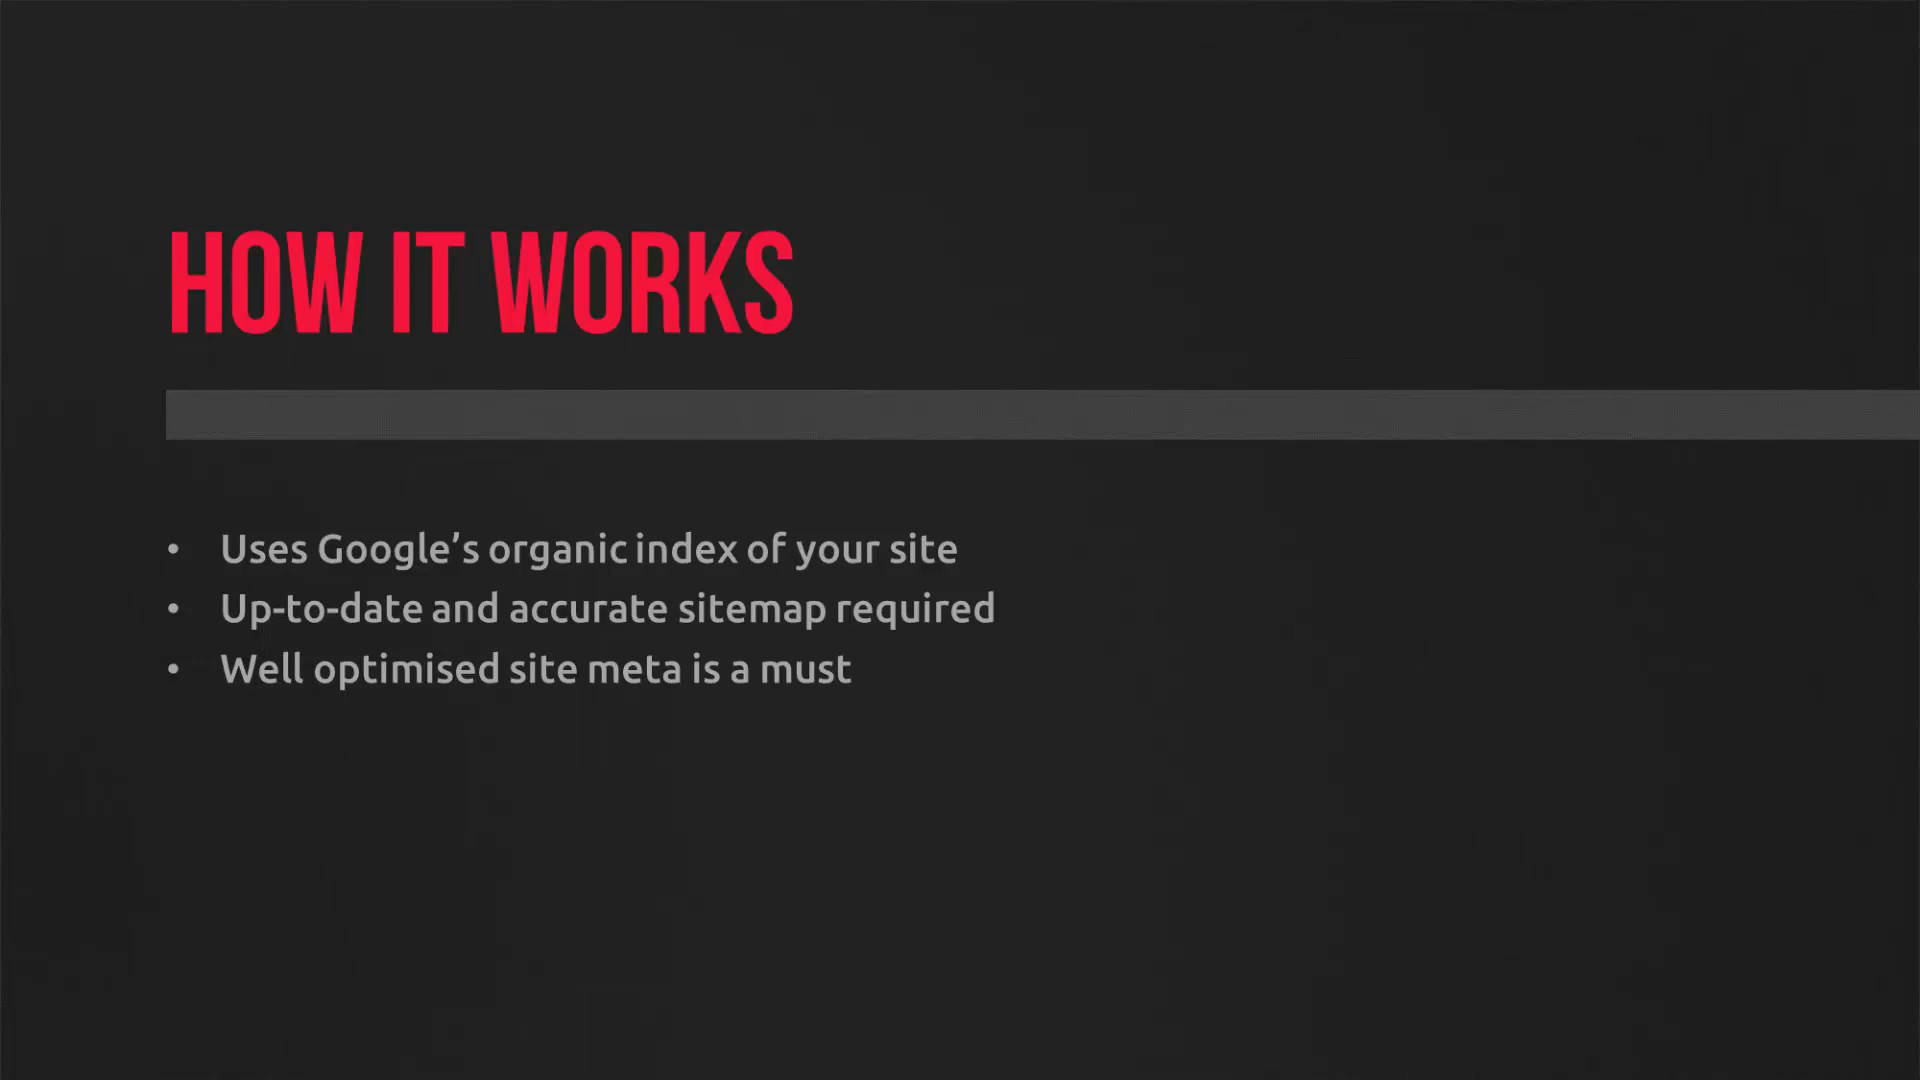 HOW IT WORKS
• Uses Google’s organic index of your site
• Up-to-date and accurate sitemap required
• Well optimised site meta is a must